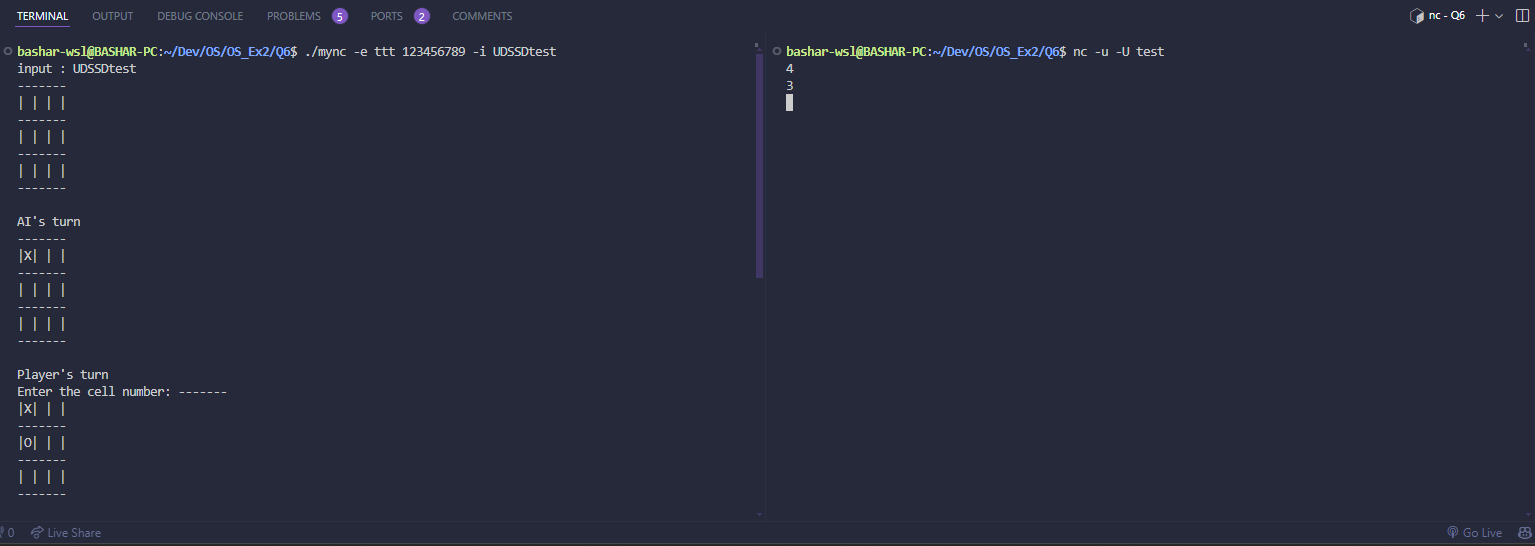 TERMINAL OUTPUT DEBUG CONSOLE PROBLEMS 5 PORTS 2 COMMENTS nc - Q6
bashar-wsl@BASHAR-PC:~/Dev/OS/OS_Ex2/Q6$ ./mync -e ttt 123456789 -i UDSSDtest
input : UDSSDtest
-------
| | | |
-------
| | | |
-------
| | | |
-------
AI's turn
-------
|X| | |
-------
| | | |
-------
| | | |
-------
Player's turn
Enter the cell number: -------
|X| | |
-------
|O| | |
-------
| | | |
-------
bashar-wsl@BASHAR-PC:~/Dev/OS/OS_Ex2/Q6$ nc -u -U test
4
3
0 Live Share Go Live